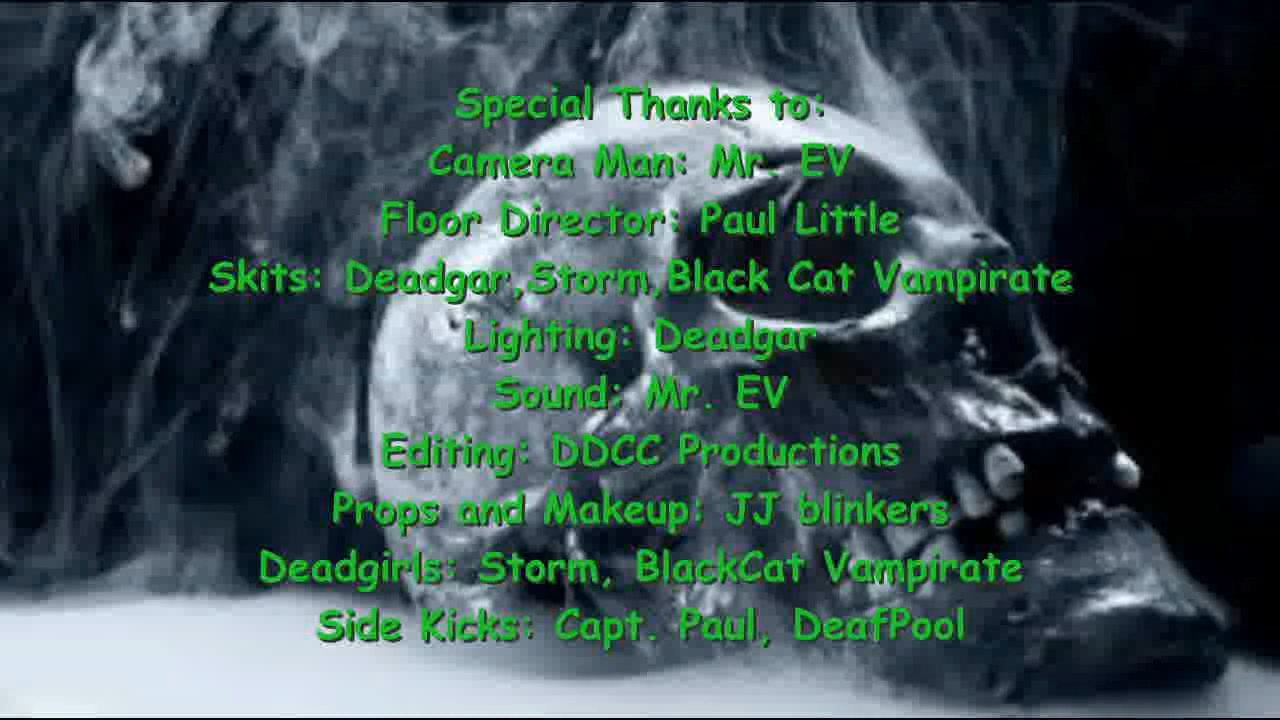 Special Thanks to:
Camera Man: Mr. EV
Floor Director: Paul Little
Skits: Deadgar,Storm,Black Cat Vampirate
Lighting: Deadgar
Sound: Mr. EV
Editing: DDCC Productions
Props and Makeup: JJ blinkers
Deadgirls: Storm, BlackCat Vampirate
Side Kicks: Capt. Paul, DeafPool